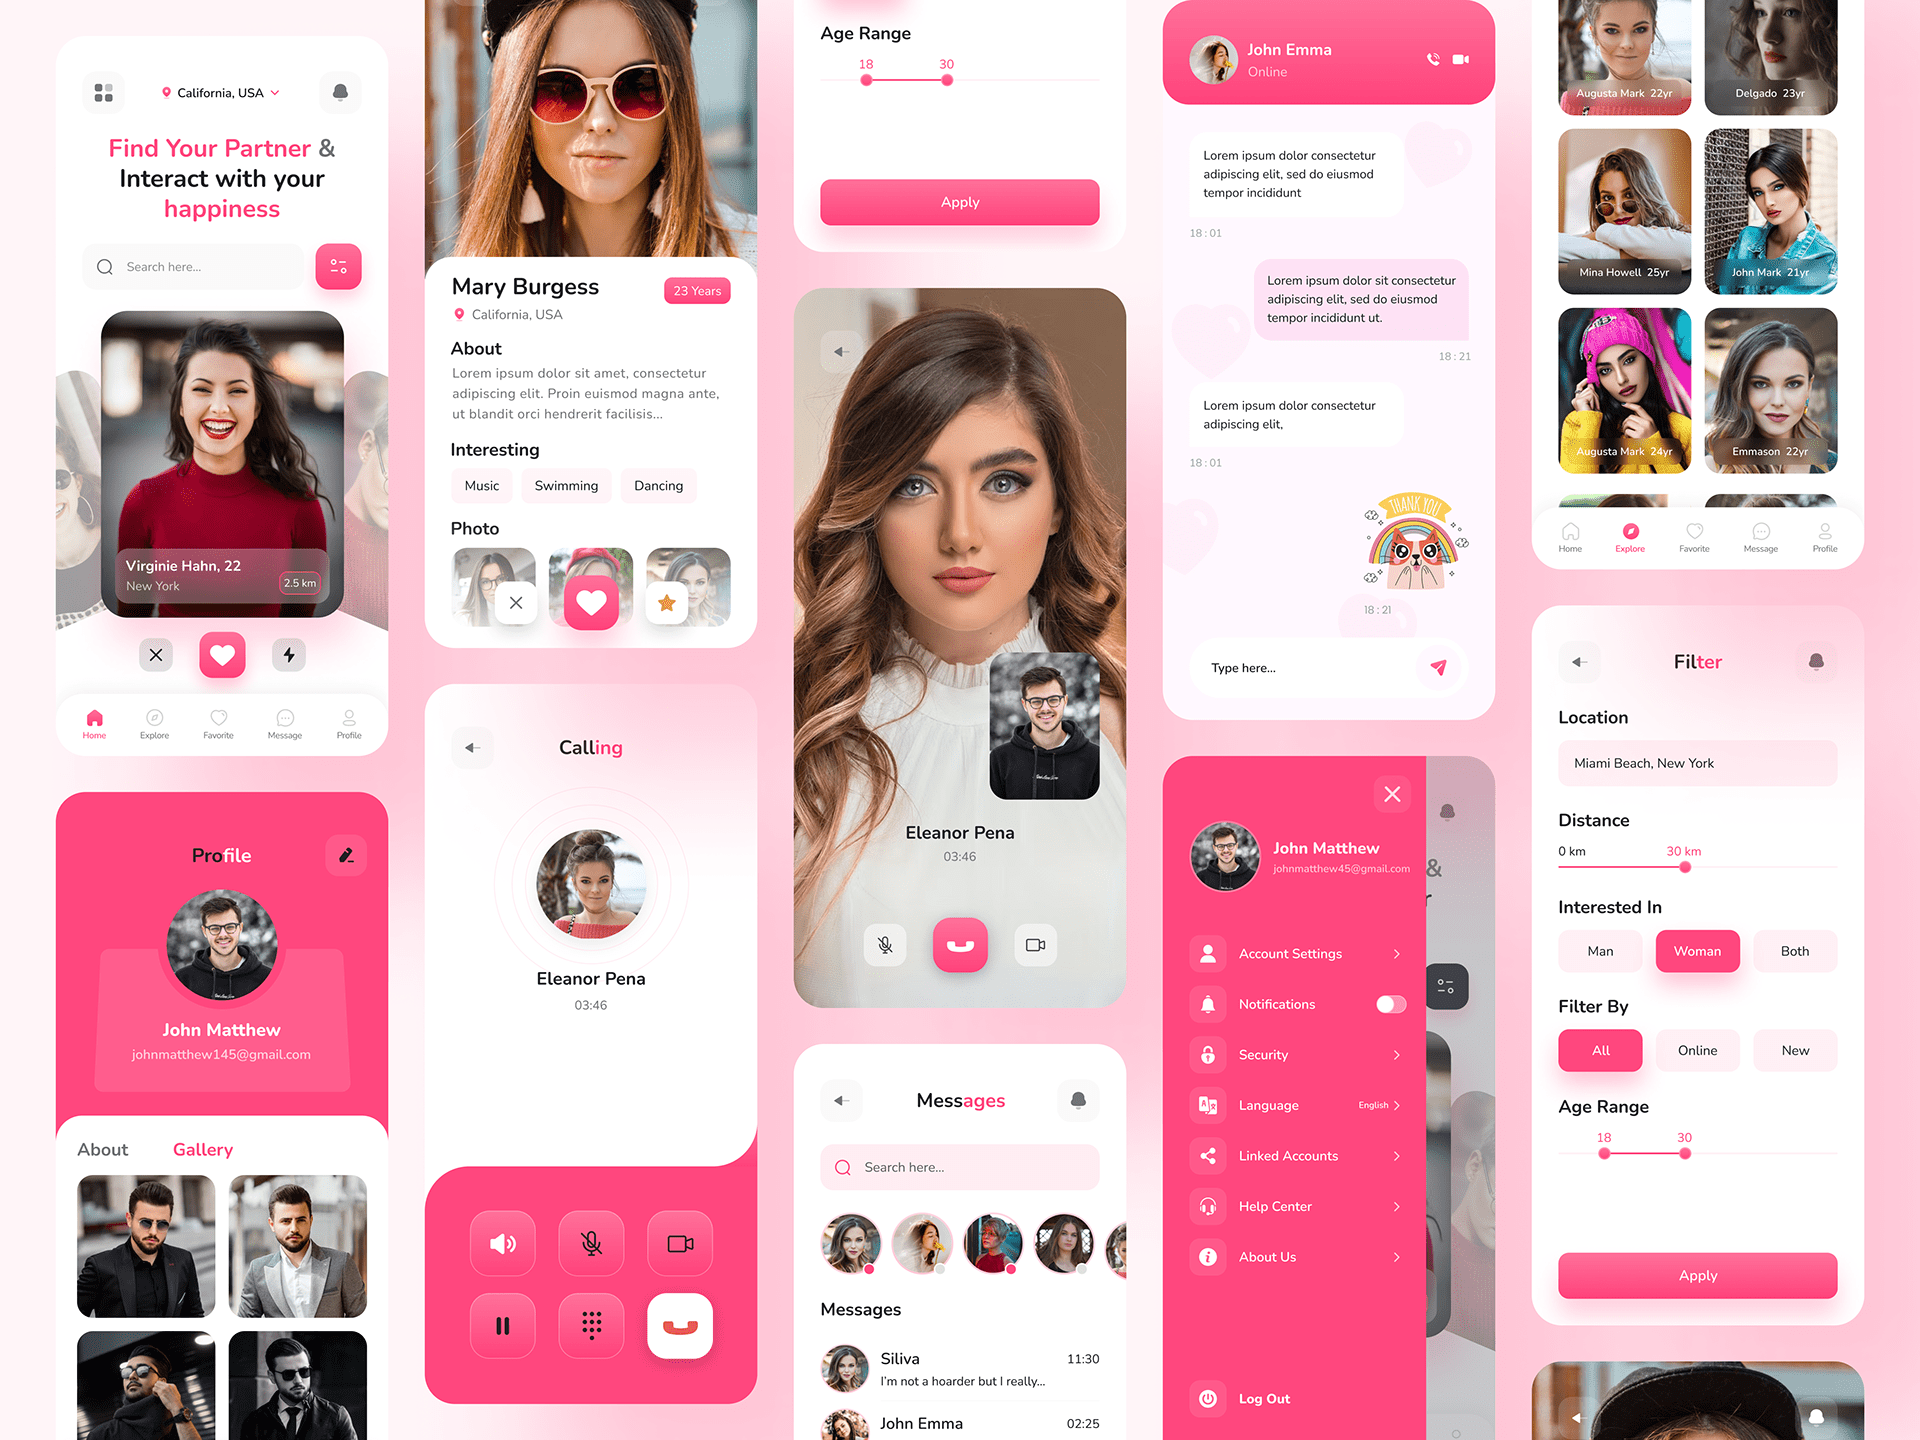 California, USA
Find Your Partner &
Interact with your
happiness
Search here...
Virginie Hahn, 22
New York
2.5 km
Home
Explore
Favorite
Message
Profile
Profile
John Matthew
johnmatthew145@gmail.com
About Gallery
Mary Burgess
23 Years
California, USA
About
Lorem ipsum dolor sit amet, consectetur
adipiscing elit. Proin euismod magna ante,
ut blandit orci hendrerit facilisis...
Interesting
Music Swimming Dancing
Photo
Calling
Eleanor Pena
03:46
Age Range
18 30
Apply
Eleanor Pena
03:46
Messages
Search here...
Messages
Siliva 11:30
I'm not a hoarder but I really...
John Emma 02:25
John Emma
Online
Lorem ipsum dolor consectetur
adipiscing elit, sed do eiusmod
tempor incididunt
18 : 01
Lorem ipsum dolor sit consectetur
adipiscing elit, sed do eiusmod
tempor incididunt ut.
18 : 21
Lorem ipsum dolor consectetur
adipiscing elit,
18 : 01
THANK YOU
18 : 21
Type here...
John Matthew
johnmatthew45@gmail.com
&
r
Account Settings
Notifications
Security
Language English
Linked Accounts
Help Center
About Us
Log Out
Augusta Mark 22yr
Delgado 23yr
Mina Howell 25yr
John Mark 21yr
Augusta Mark 24yr
Emmason 22yr
Home
Explore
Favorite
Message
Profile
Filter
Location
Miami Beach, New York
Distance
0 km 30 km
Interested In
Man Woman Both
Filter By
All Online New
Age Range
18 30
Apply